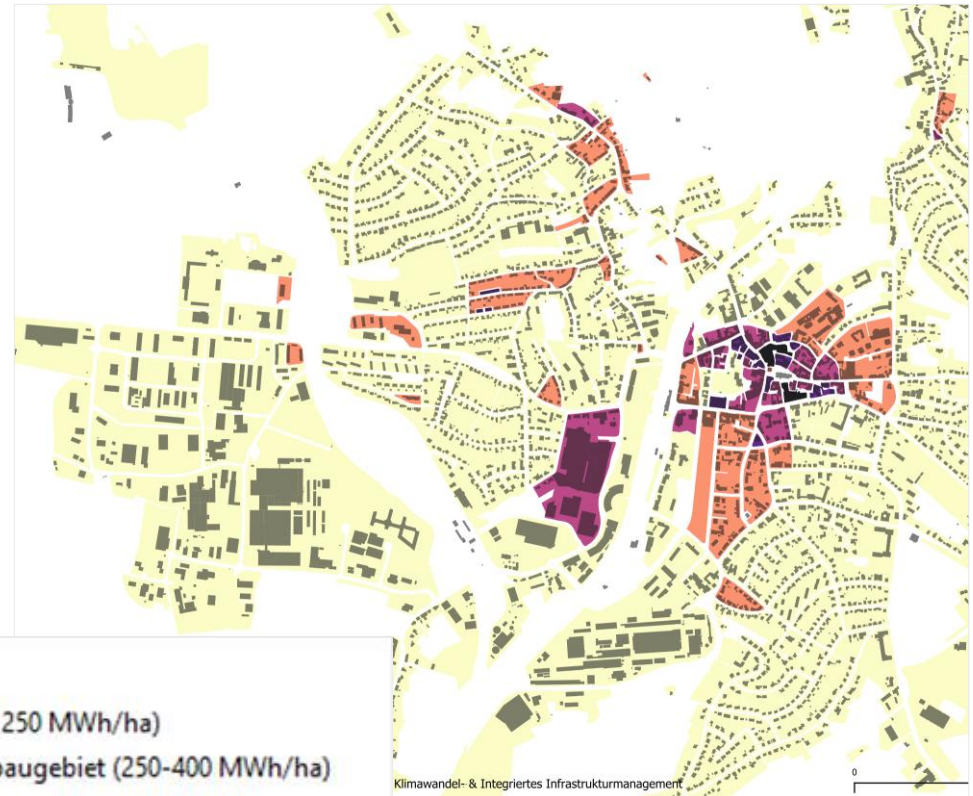 250 MWh/ha)
baugebiet (250-400 MWh/ha)
Klimawandel- & Integriertes Infrastrukturmanagement
0